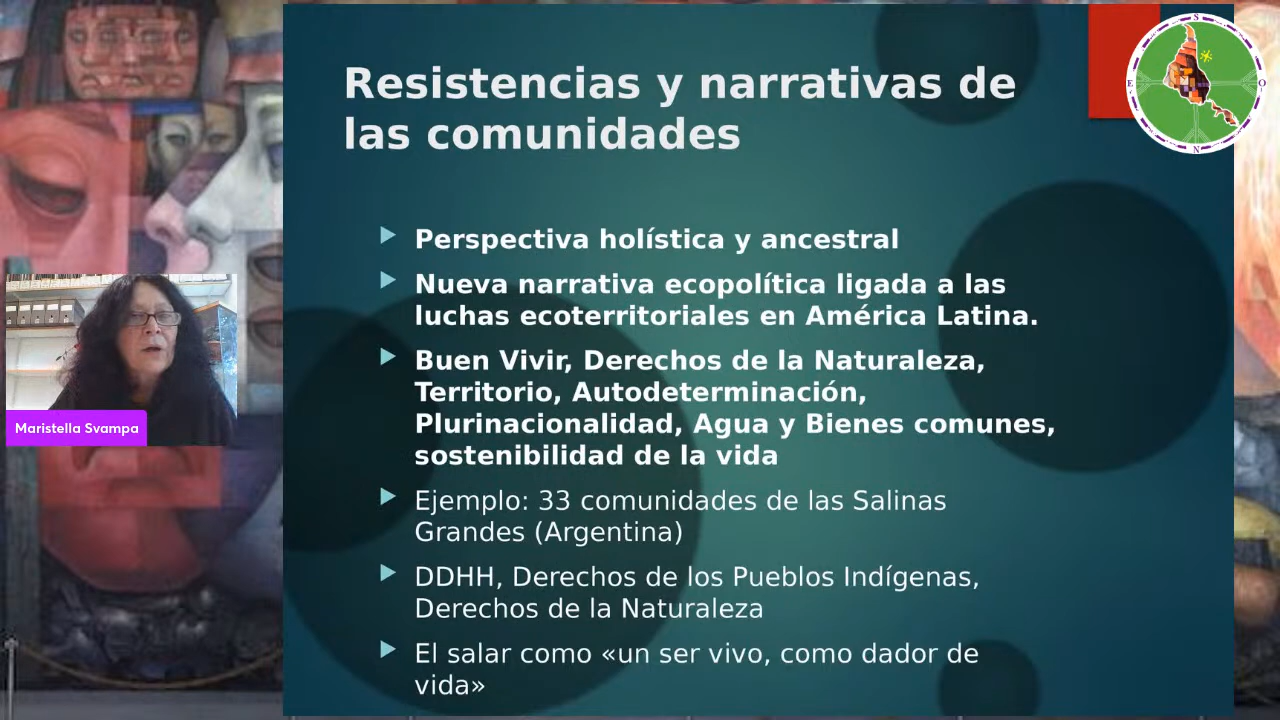 Resistencias y narrativas de
las comunidades
Perspectiva holística y ancestral
Nueva narrativa ecopolítica ligada a las
luchas ecoterritoriales en América Latina.
Buen Vivir, Derechos de la Naturaleza,
Territorio, Autodeterminación,
Plurinacionalidad, Agua y Bienes comunes,
sostenibilidad de la vida
Ejemplo: 33 comunidades de las Salinas
Grandes (Argentina)
DDHH, Derechos de los Pueblos Indígenas,
Derechos de la Naturaleza
El salar como «un ser vivo, como dador de
vida»
Maristella Svampa
S
E
O
N